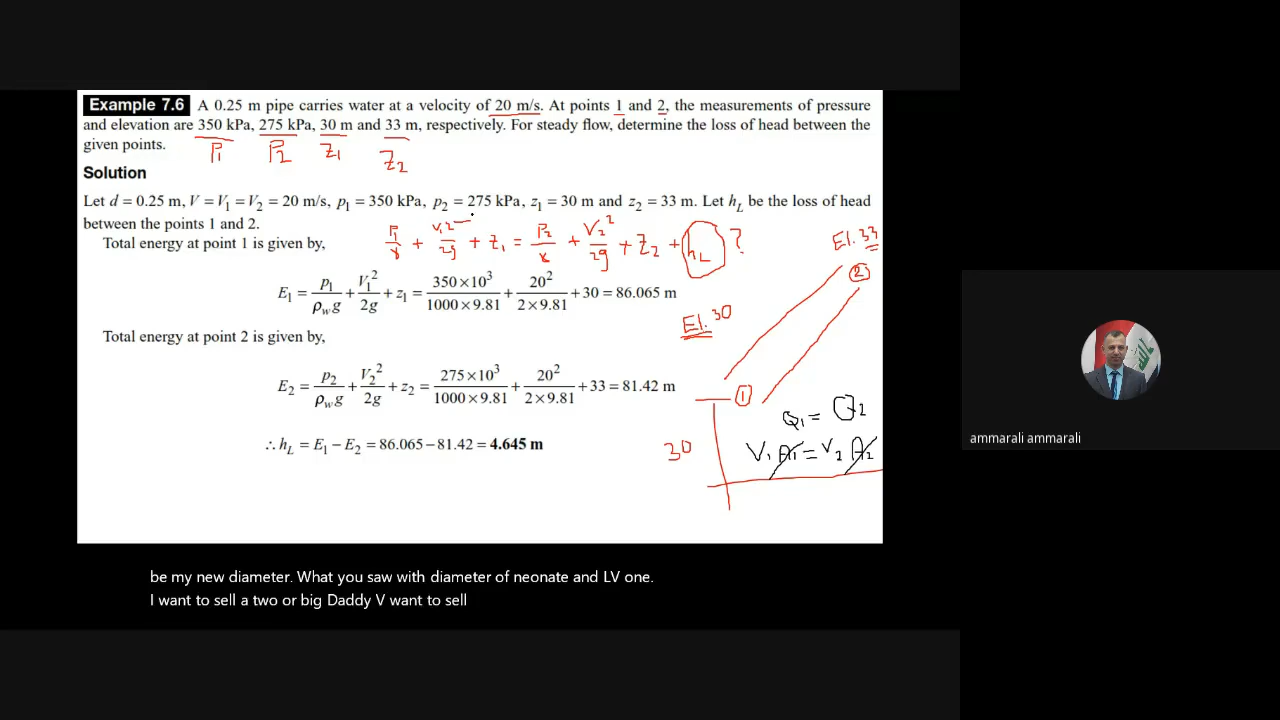 Example 7.6 A 0.25 m pipe carries water at a velocity of 20 m/s. At points 1 and 2, the measurements of pressure
and elevation are 350 kPa, 275 kPa, 30 m and 33 m, respectively. For steady flow, determine the loss of head between the
given points.
P1 P2 Z1 Z2
Solution
Let d = 0.25 m, V = V₁ = V₂ = 20 m/s, p₁ = 350 kPa, p₂ = 275 kPa, z₁ = 30 m and z₂ = 33 m. Let h_L be the loss of head
between the points 1 and 2.
P1/γ + V1²/2g + Z1 = P2/γ + V2²/2g + Z2 + hL ?
Total energy at point 1 is given by,
E₁ = p₁/ρ_w g + V₁²/2g + z₁ = 350×10³/1000×9.81 + 20²/2×9.81 + 30 = 86.065 m
Total energy at point 2 is given by,
E₂ = p₂/ρ_w g + V₂²/2g + z₂ = 275×10³/1000×9.81 + 20²/2×9.81 + 33 = 81.42 m
∴ h_L = E₁ − E₂ = 86.065 − 81.42 = 4.645 m
El. 33
2
El. 30
1
30
Q1 = Q2
V1 A1 = V2 A2
ammarali ammarali
be my new diameter. What you saw with diameter of neonate and LV one.
I want to sell a two or big Daddy V want to sell